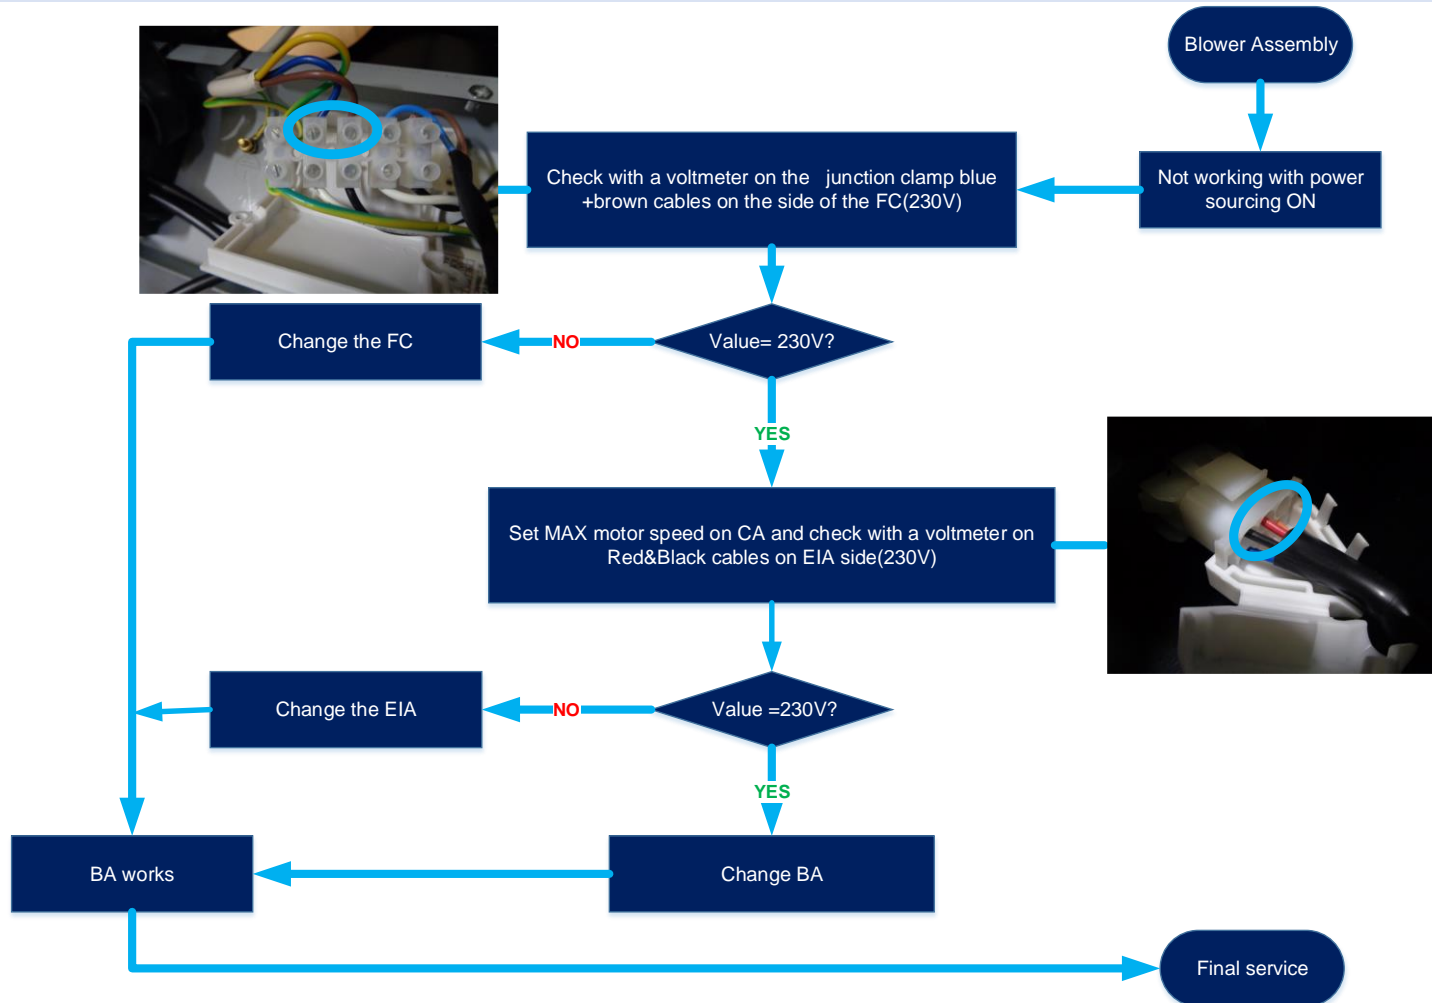 Blower Assembly
Not working with power
sourcing ON
Check with a voltmeter on the junction clamp blue
+brown cables on the side of the FC(230V)
Value= 230V?
NO
Change the FC
YES
Set MAX motor speed on CA and check with a voltmeter on
Red&Black cables on EIA side(230V)
Value =230V?
NO
Change the EIA
YES
Change BA
BA works
Final service